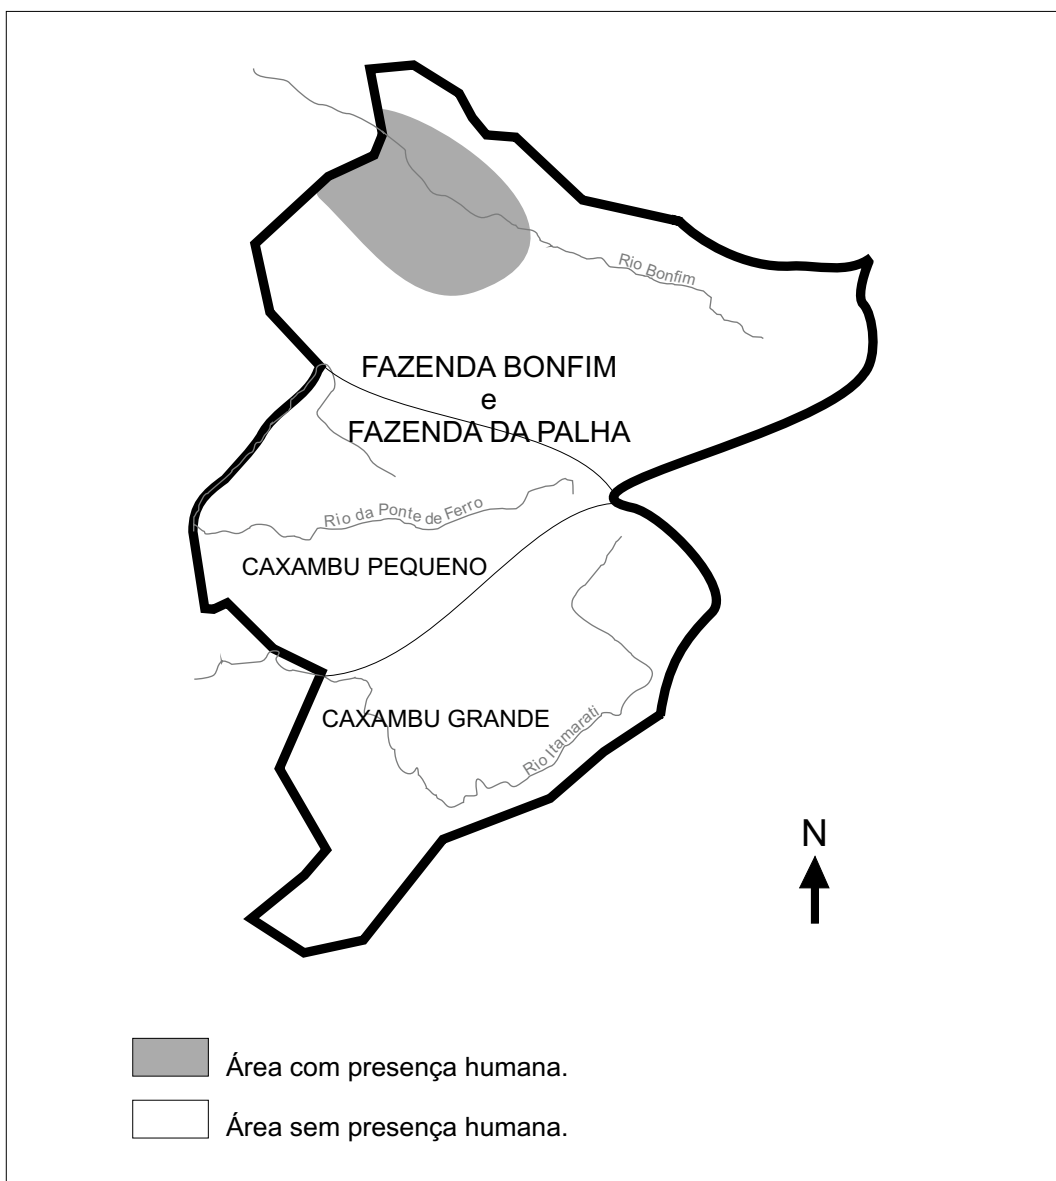 Rio Bonfim
FAZENDA BONFIM
e
FAZENDA DA PALHA
Rio da Ponte de Ferro
CAXAMBU PEQUENO
CAXAMBU GRANDE
Rio Itamarati
N
Área com presença humana.
Área sem presença humana.